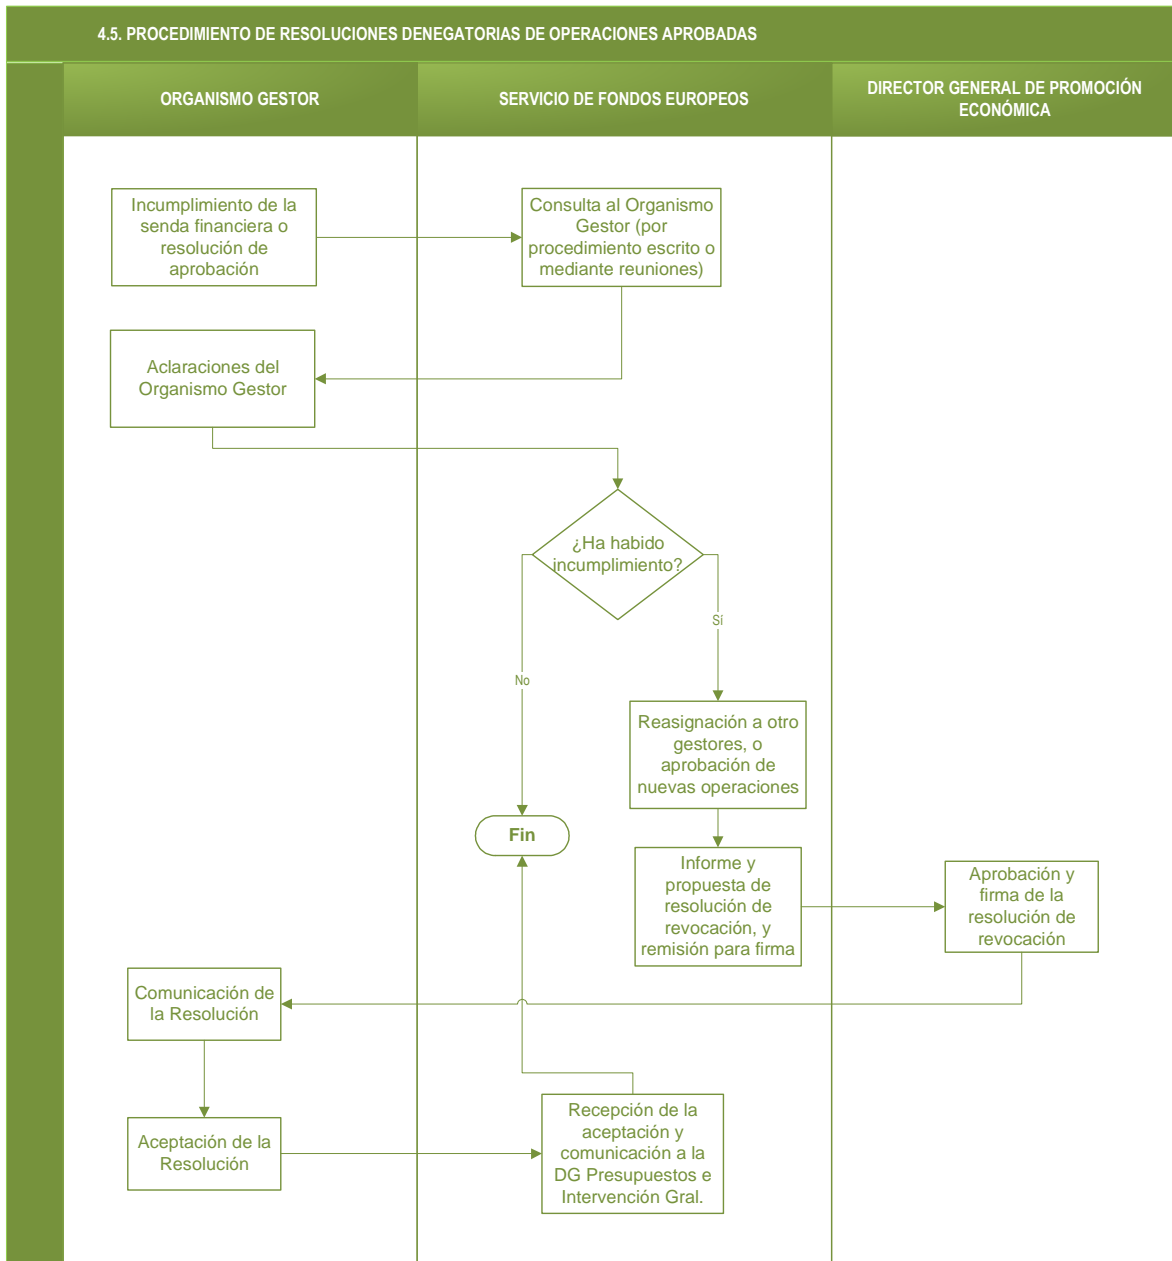 4.5. PROCEDIMIENTO DE RESOLUCIONES DENEGATORIAS DE OPERACIONES APROBADAS
ORGANISMO GESTOR
SERVICIO DE FONDOS EUROPEOS
DIRECTOR GENERAL DE PROMOCIÓN
ECONÓMICA
Incumplimiento de la
senda financiera o
resolución de
aprobación
Consulta al Organismo
Gestor (por
procedimiento escrito o
mediante reuniones)
Aclaraciones del
Organismo Gestor
¿Ha habido
incumplimiento?
Sí
No
Reasignación a otro
gestores, o
aprobación de
nuevas operaciones
Fin
Informe y
propuesta de
resolución de
revocación, y
remisión para firma
Aprobación y
firma de la
resolución de
revocación
Comunicación de
la Resolución
Aceptación de la
Resolución
Recepción de la
aceptación y
comunicación a la
DG Presupuestos e
Intervención Gral.